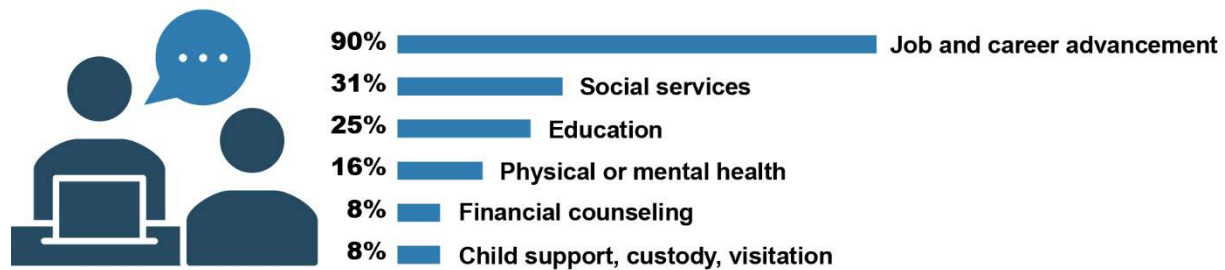 90% Job and career advancement
31% Social services
25% Education
16% Physical or mental health
8% Financial counseling
8% Child support, custody, visitation